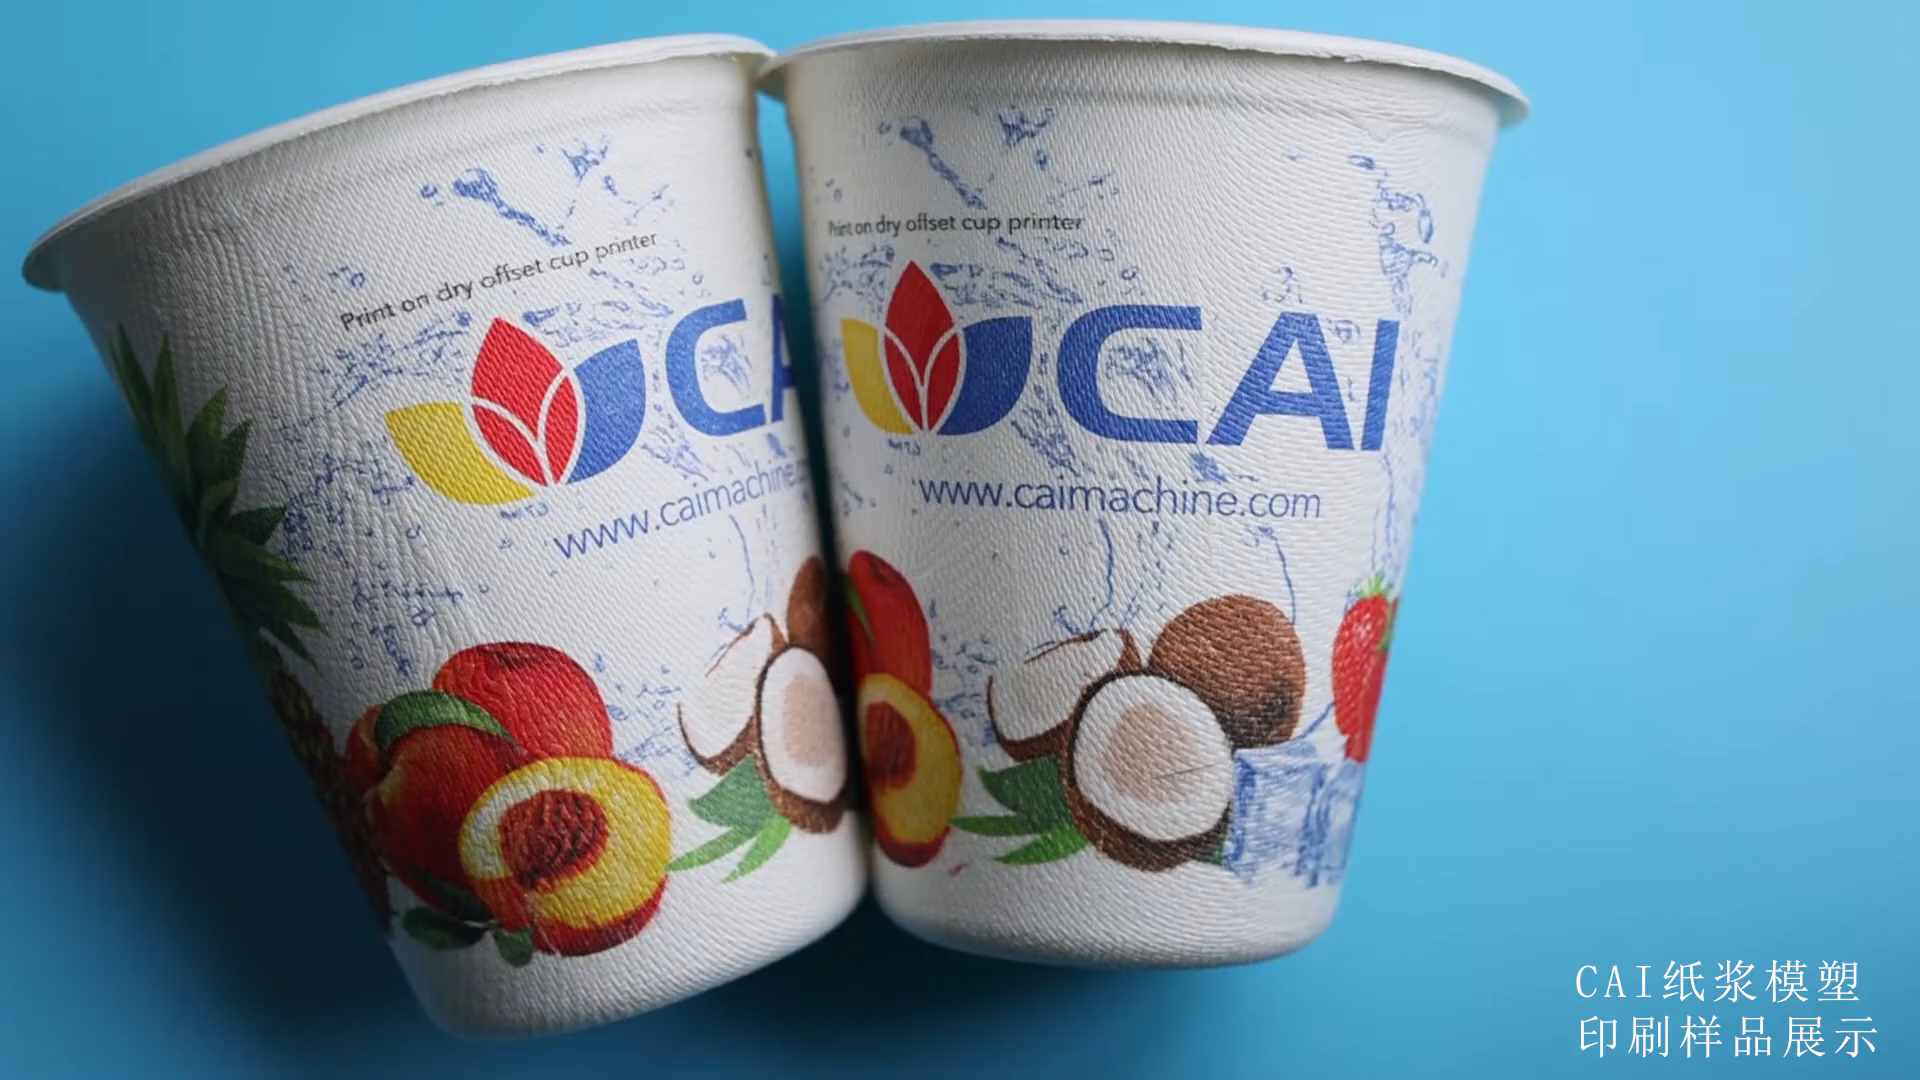 Print on dry offset cup printer
CA
www.caimachine.co
Print on dry offset cup printer
CAI
www.caimachine.com
CAI纸浆模塑
印刷样品展示